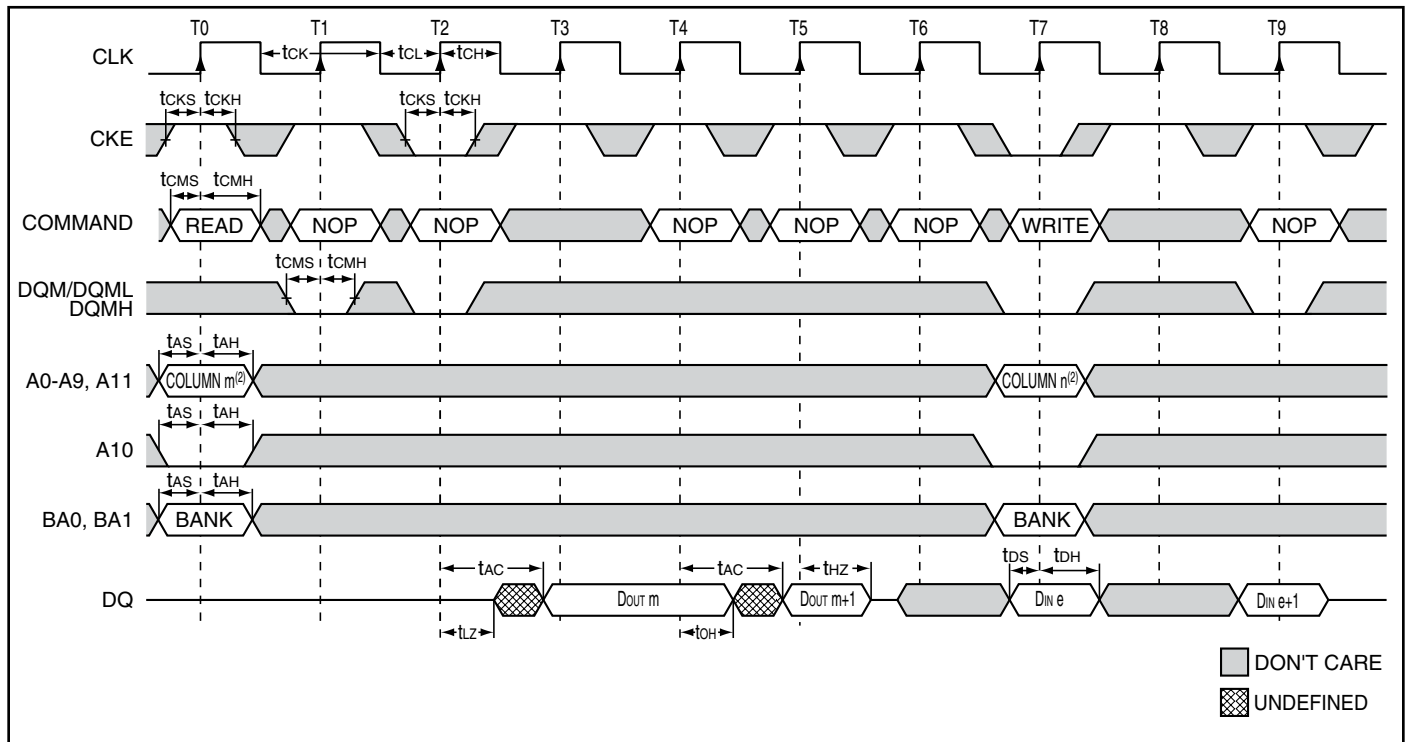 T0 T1 T2 T3 T4 T5 T6 T7 T8 T9
CLK tCK tCL tCH
tCKS tCKH tCKS tCKH
CKE
tCMS tCMH
COMMAND READ NOP NOP NOP NOP NOP WRITE NOP
tCMS tCMH
DQM/DQML
DQMH
tAS tAH
A0-A9, A11 COLUMN m(2) COLUMN n(2)
tAS tAH
A10
tAS tAH
BA0, BA1 BANK BANK
tAC tAC tHZ tDS tDH
DQ DOUT m DOUT m+1 DIN e DIN e+1
tLZ tOH
DON'T CARE
UNDEFINED